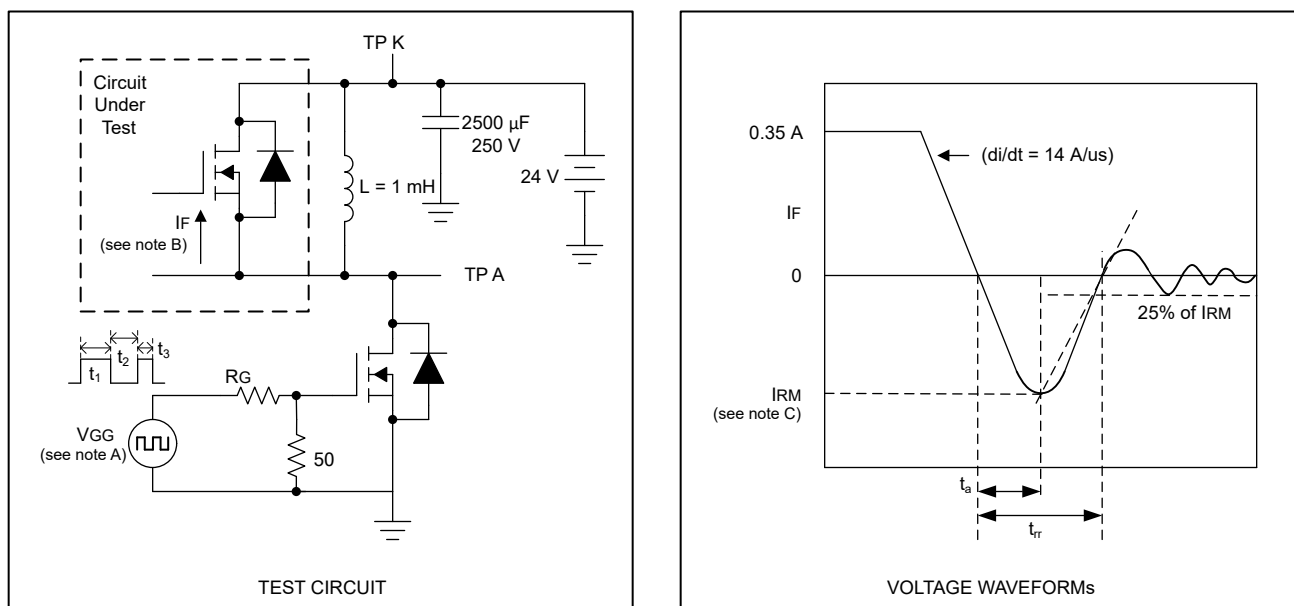 TP K
Circuit
Under
Test
2500 µF
250 V
24 V
L = 1 mH
IF
(see note B)
TP A
t1
t2
t3
RG
VGG
(see note A)
50
TEST CIRCUIT
0.35 A
(di/dt = 14 A/us)
IF
0
25% of IRM
IRM
(see note C)
ta
trr
VOLTAGE WAVEFORMs